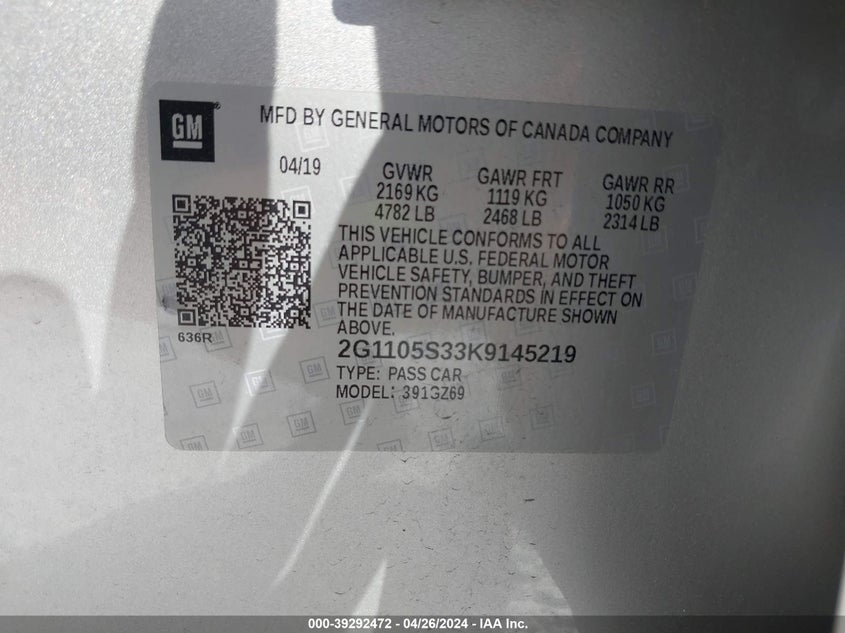 GM
MFD BY GENERAL MOTORS OF CANADA COMPANY
04/19
GVWR
2169 KG
4782 LB
GAWR FRT
1119 KG
2468 LB
GAWR RR
1050 KG
2314 LB
THIS VEHICLE CONFORMS TO ALL
APPLICABLE U.S. FEDERAL MOTOR
VEHICLE SAFETY, BUMPER, AND THEFT
PREVENTION STANDARDS IN EFFECT ON
THE DATE OF MANUFACTURE SHOWN
ABOVE.
636R
2G1105S33K9145219
TYPE: PASS CAR
MODEL: 391GZ69
000-39292472 - 04/26/2024 - IAA Inc.